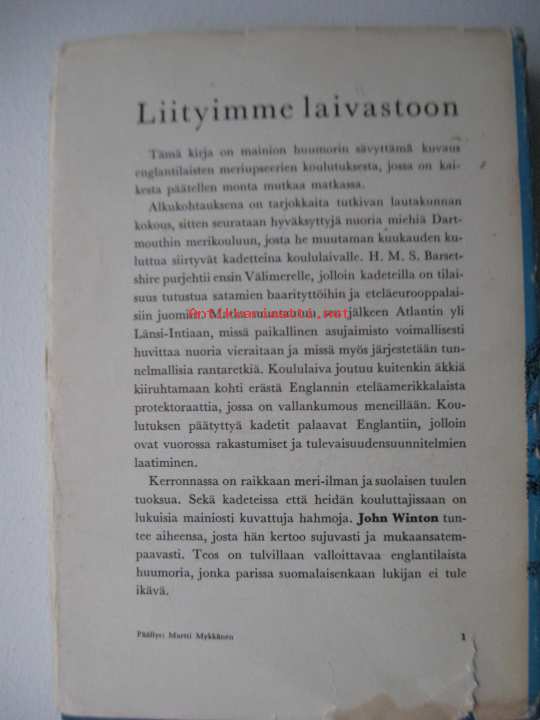 Liityimme laivastoon
Tämä kirja on mainion huumorin sävyttämä kuvaus
englantilaisten meriupseerien koulutuksesta, jossa on kai-
kesta päätellen monta mutkaa matkassa.
Alkukohtauksena on tarjokkaita tutkivan lautakunnan
kokous, sitten seurataan hyväksyttyjä nuoria miehiä Dart-
mouthin merikouluun, josta he muutaman kuukauden ku-
luttua siirtyvät kadetteina koululaivalle. H. M. S. Barset-
shire purjehtii ensin Välimerelle, jolloin kadeteilla on tilai-
suus tutustua satamien baarityttöihin ja eteläeurooppalai-
siin juomiin. Matka suuntautuu sen jälkeen Atlantin yli
Länsi-Intiaan, missä paikallinen asujaimisto voimallisesti
huvittaa nuoria vieraitaan ja missä myös järjestetään tun-
nelmallisia rantaretkiä. Koululaiva joutuu kuitenkin äkkiä
kiiruhtamaan kohti erästä Englannin eteläamerikkalaista
protektoraattia, jossa on vallankumous meneillään. Kou-
lutuksen päätyttyä kadetit palaavat Englantiin, jolloin
ovat vuorossa rakastumiset ja tulevaisuudensuunnitelmien
laatiminen.
Kerronnassa on raikkaan meri-ilman ja suolaisen tuulen
tuoksua. Sekä kadeteissa että heidän kouluttajissaan on
lukuisia mainiosti kuvattuja hahmoja. John Winton tun-
tee aiheensa, josta hän kertoo sujuvasti ja mukaansatem-
paavasti. Teos on tulvillaan valloittavaa englantilaista
huumoria, jonka parissa suomalaisenkaan lukijan ei tule
ikävä.
Päällys: Martti Mykkänen 1